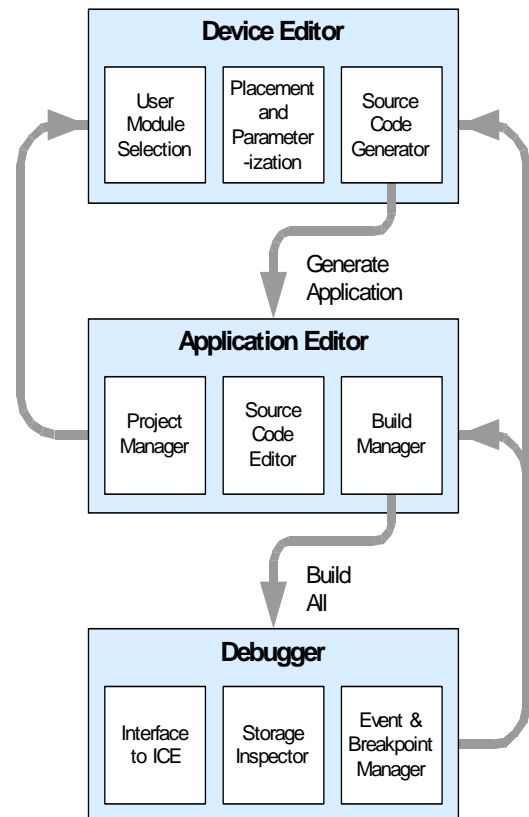 Device Editor
User
Module
Selection
Placement
and
Parameter
-ization
Source
Code
Generator
Generate
Application
Application Editor
Project
Manager
Source
Code
Editor
Build
Manager
Build
All
Debugger
Interface
to ICE
Storage
Inspector
Event &
Breakpoint
Manager